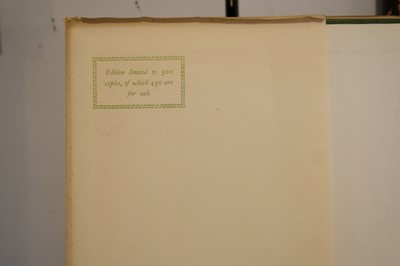 Edition limited to 500
copies, of which 450 are
for sale